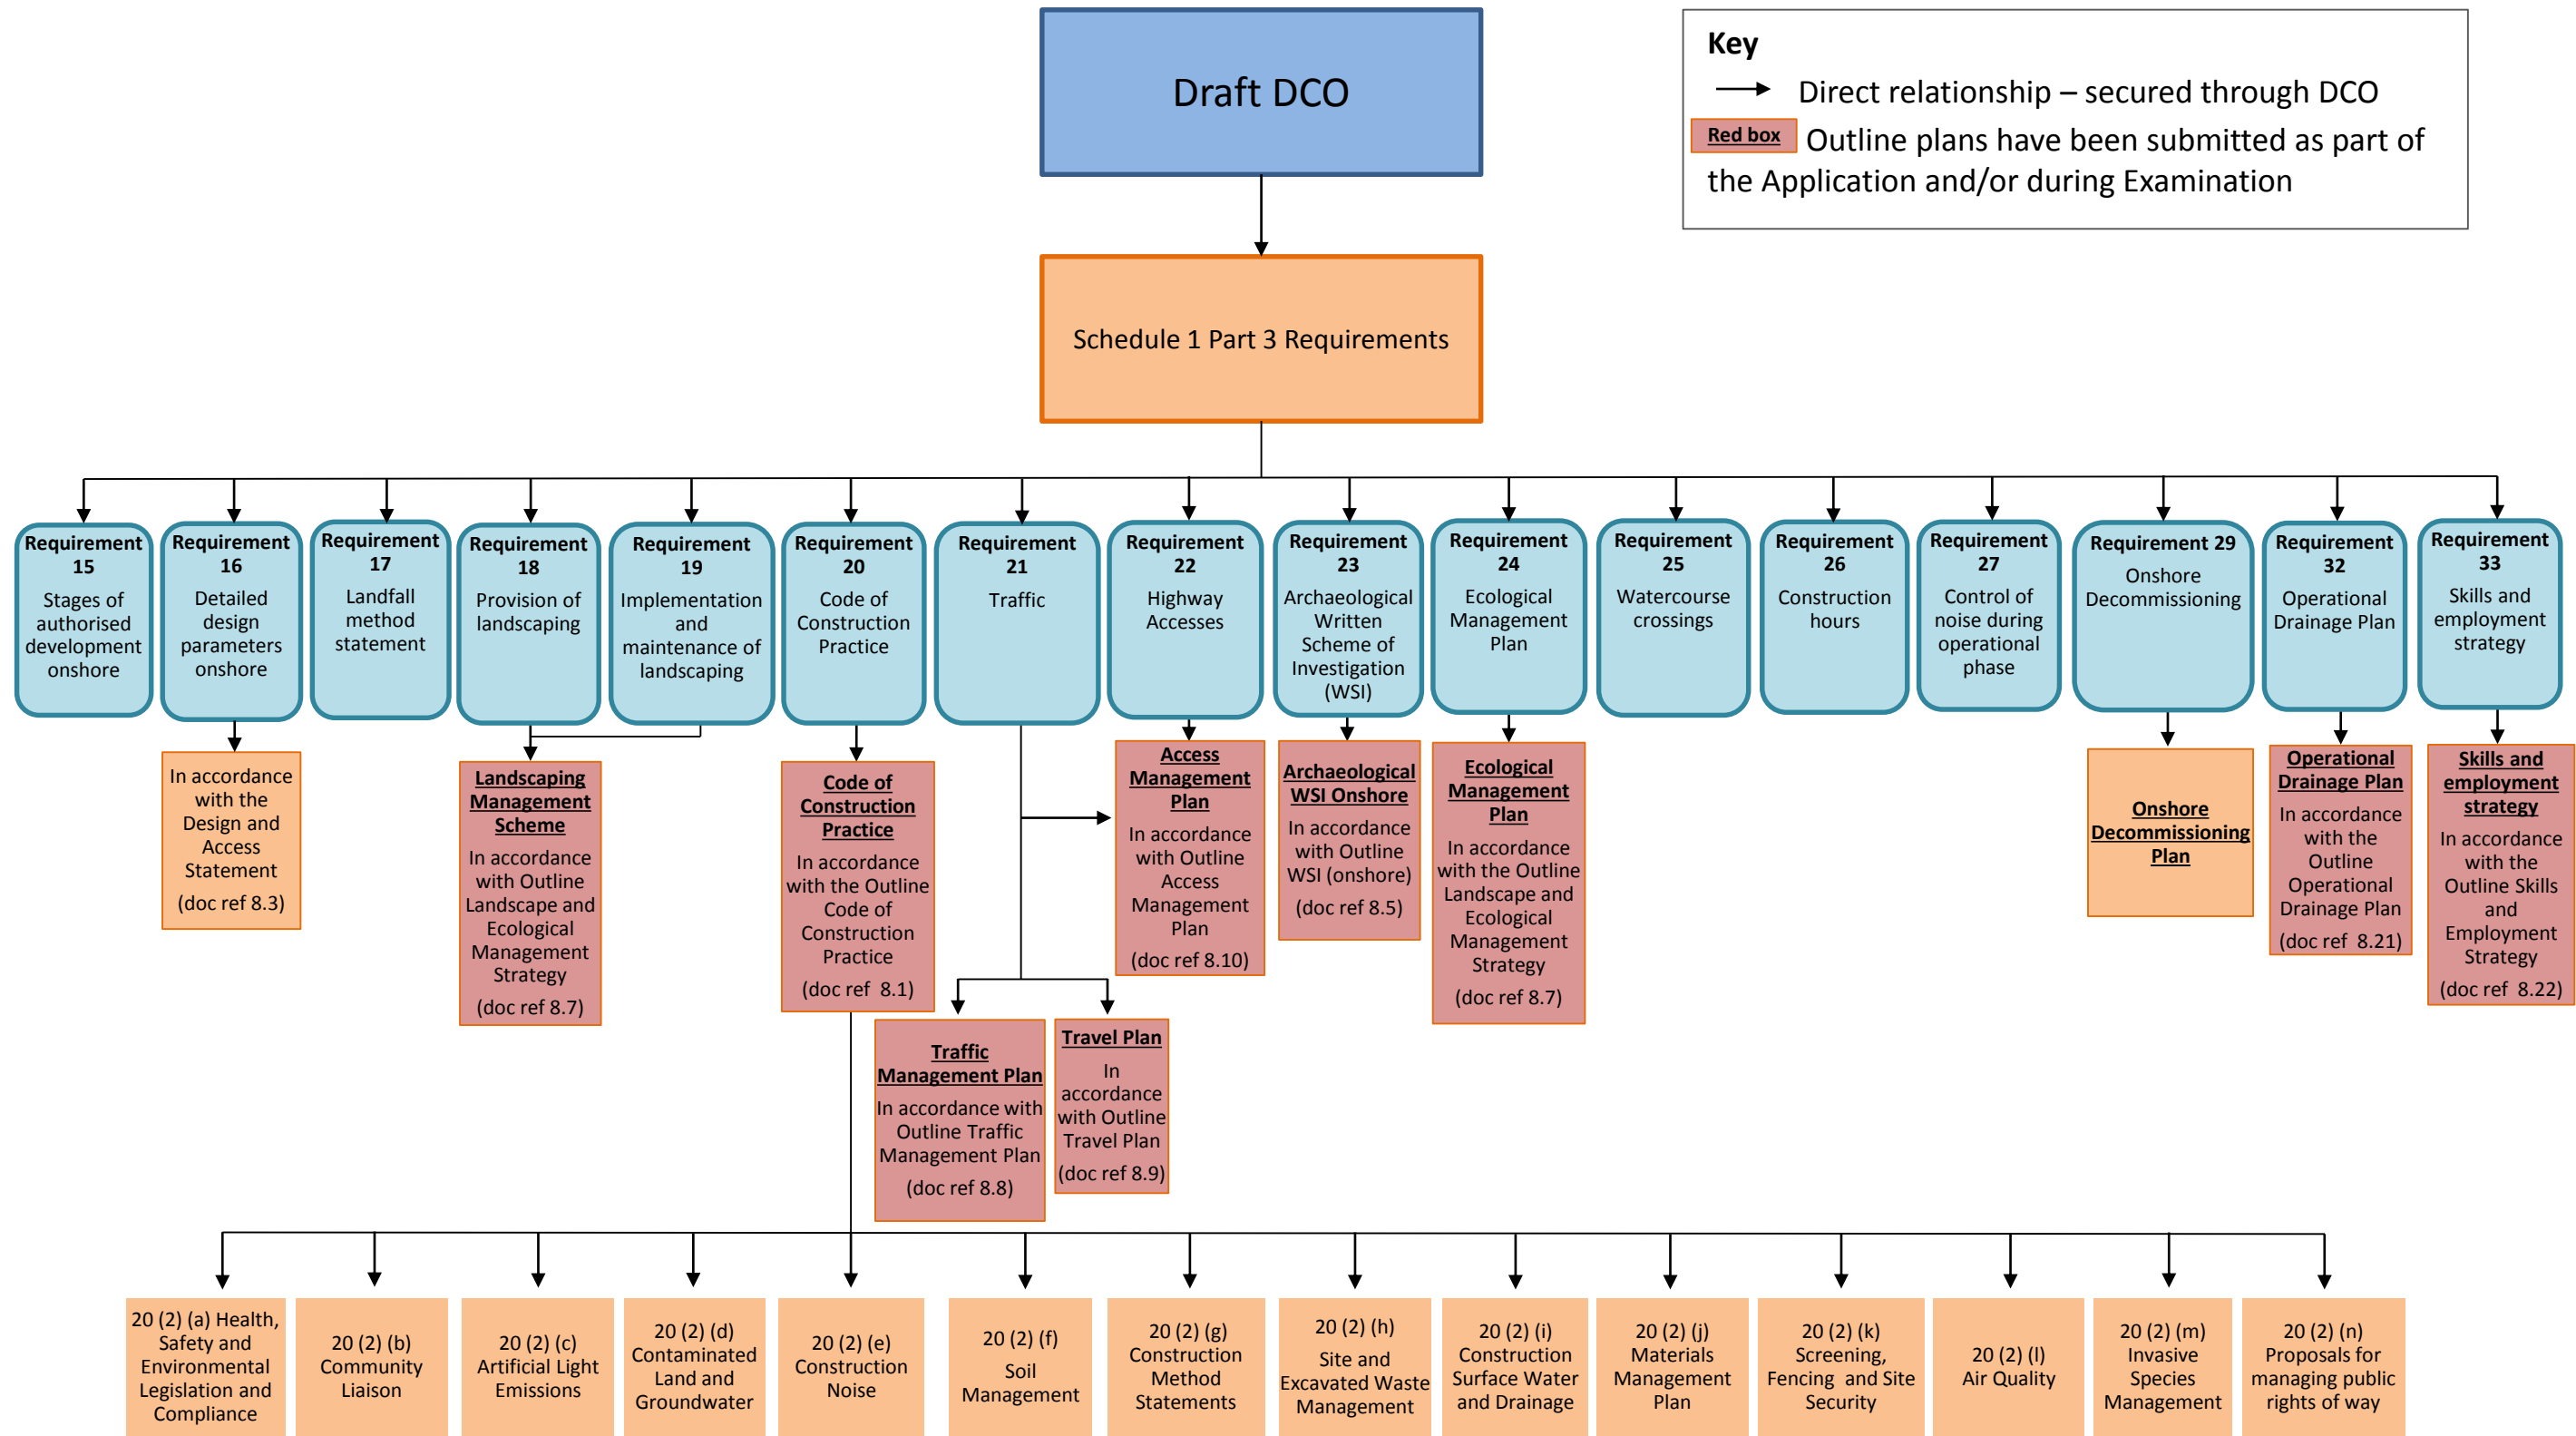 Draft DCO
Key
Direct relationship – secured through DCO
Red box
Outline plans have been submitted as part of
the Application and/or during Examination
Schedule 1 Part 3 Requirements
Requirement
15
Stages of
authorised
development
onshore
Requirement
16
Detailed
design
parameters
onshore
Requirement
17
Landfall
method
statement
Requirement
18
Provision of
landscaping
Requirement
19
Implementation
and
maintenance of
landscaping
Requirement
20
Code of
Construction
Practice
Requirement
21
Traffic
Requirement
22
Highway
Accesses
Requirement
23
Archaeological
Written
Scheme of
Investigation
(WSI)
Requirement
24
Ecological
Management
Plan
Requirement
25
Watercourse
crossings
Requirement
26
Construction
hours
Requirement
27
Control of
noise during
operational
phase
Requirement 29
Onshore
Decommissioning
Requirement
32
Operational
Drainage Plan
Requirement
33
Skills and
employment
strategy
In accordance
with the
Design and
Access
Statement
(doc ref 8.3)
Landscaping
Management
Scheme
In accordance
with Outline
Landscape and
Ecological
Management
Strategy
(doc ref 8.7)
Code of
Construction
Practice
In accordance
with the Outline
Code of
Construction
Practice
(doc ref  8.1)
Traffic
Management Plan
In accordance with
Outline Traffic
Management Plan
(doc ref 8.8)
Travel Plan
In
accordance
with Outline
Travel Plan
(doc ref 8.9)
Access
Management
Plan
In accordance
with Outline
Access
Management
Plan
(doc ref 8.10)
Archaeological
WSI Onshore
In accordance
with Outline
WSI (onshore)
(doc ref 8.5)
Ecological
Management
Plan
In accordance
with the Outline
Landscape and
Ecological
Management
Strategy
(doc ref 8.7)
Onshore
Decommissioning
Plan
Operational
Drainage Plan
In accordance
with the
Outline
Operational
Drainage Plan
(doc ref  8.21)
Skills and
employment
strategy
In accordance
with the
Outline Skills
and
Employment
Strategy
(doc ref  8.22)
20 (2) (a) Health,
Safety and
Environmental
Legislation and
Compliance
20 (2) (b)
Community
Liaison
20 (2) (c)
Artificial Light
Emissions
20 (2) (d)
Contaminated
Land and
Groundwater
20 (2) (e)
Construction
Noise
20 (2) (f)
Soil
Management
20 (2) (g)
Construction
Method
Statements
20 (2) (h)
Site and
Excavated Waste
Management
20 (2) (i)
Construction
Surface Water
and Drainage
20 (2) (j)
Materials
Management
Plan
20 (2) (k)
Screening,
Fencing  and Site
Security
20 (2) (l)
Air Quality
20 (2) (m)
Invasive
Species
Management
20 (2) (n)
Proposals for
managing public
rights of way